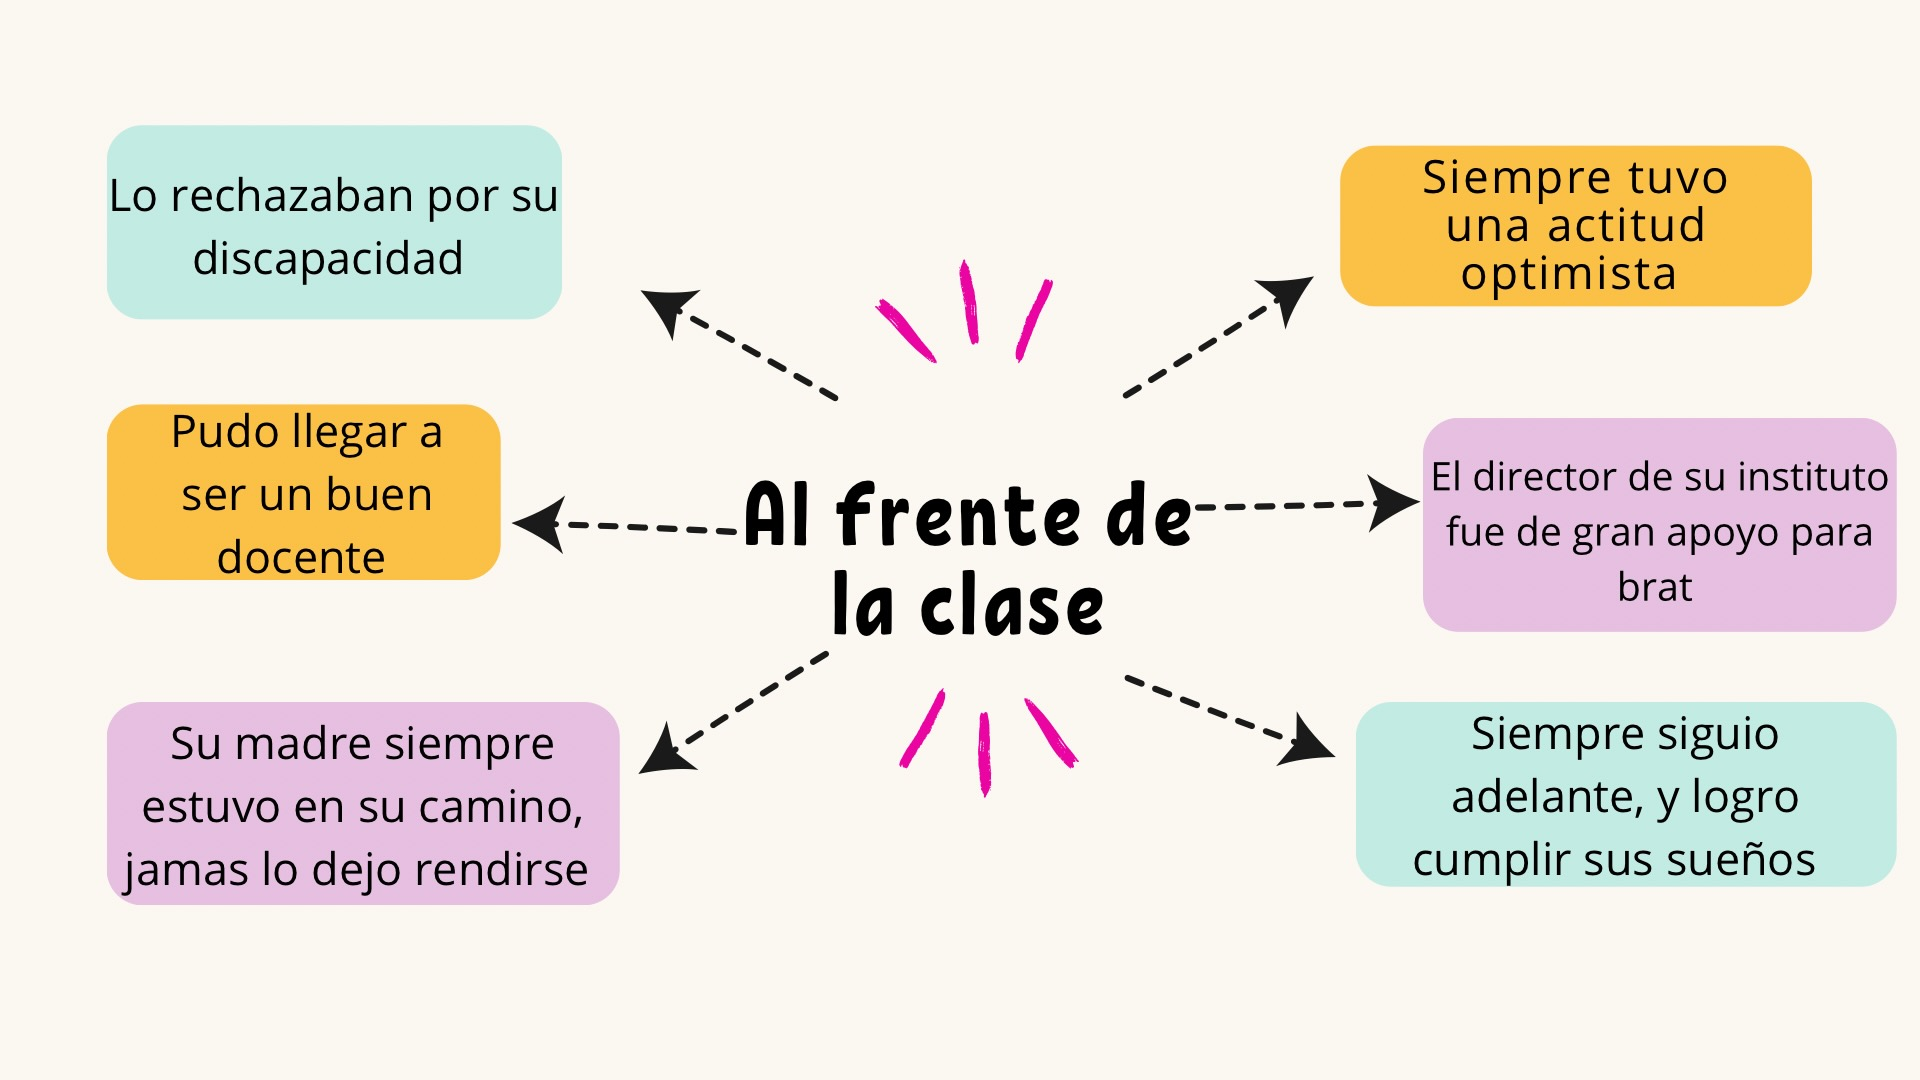 Lo rechazaban por su
discapacidad
Pudo llegar a
ser un buen
docente
Su madre siempre
estuvo en su camino,
jamas lo dejo rendirse
Al frente de
la clase
Siempre tuvo
una actitud
optimista
El director de su instituto
fue de gran apoyo para
brat
Siempre siguio
adelante, y logro
cumplir sus sueños